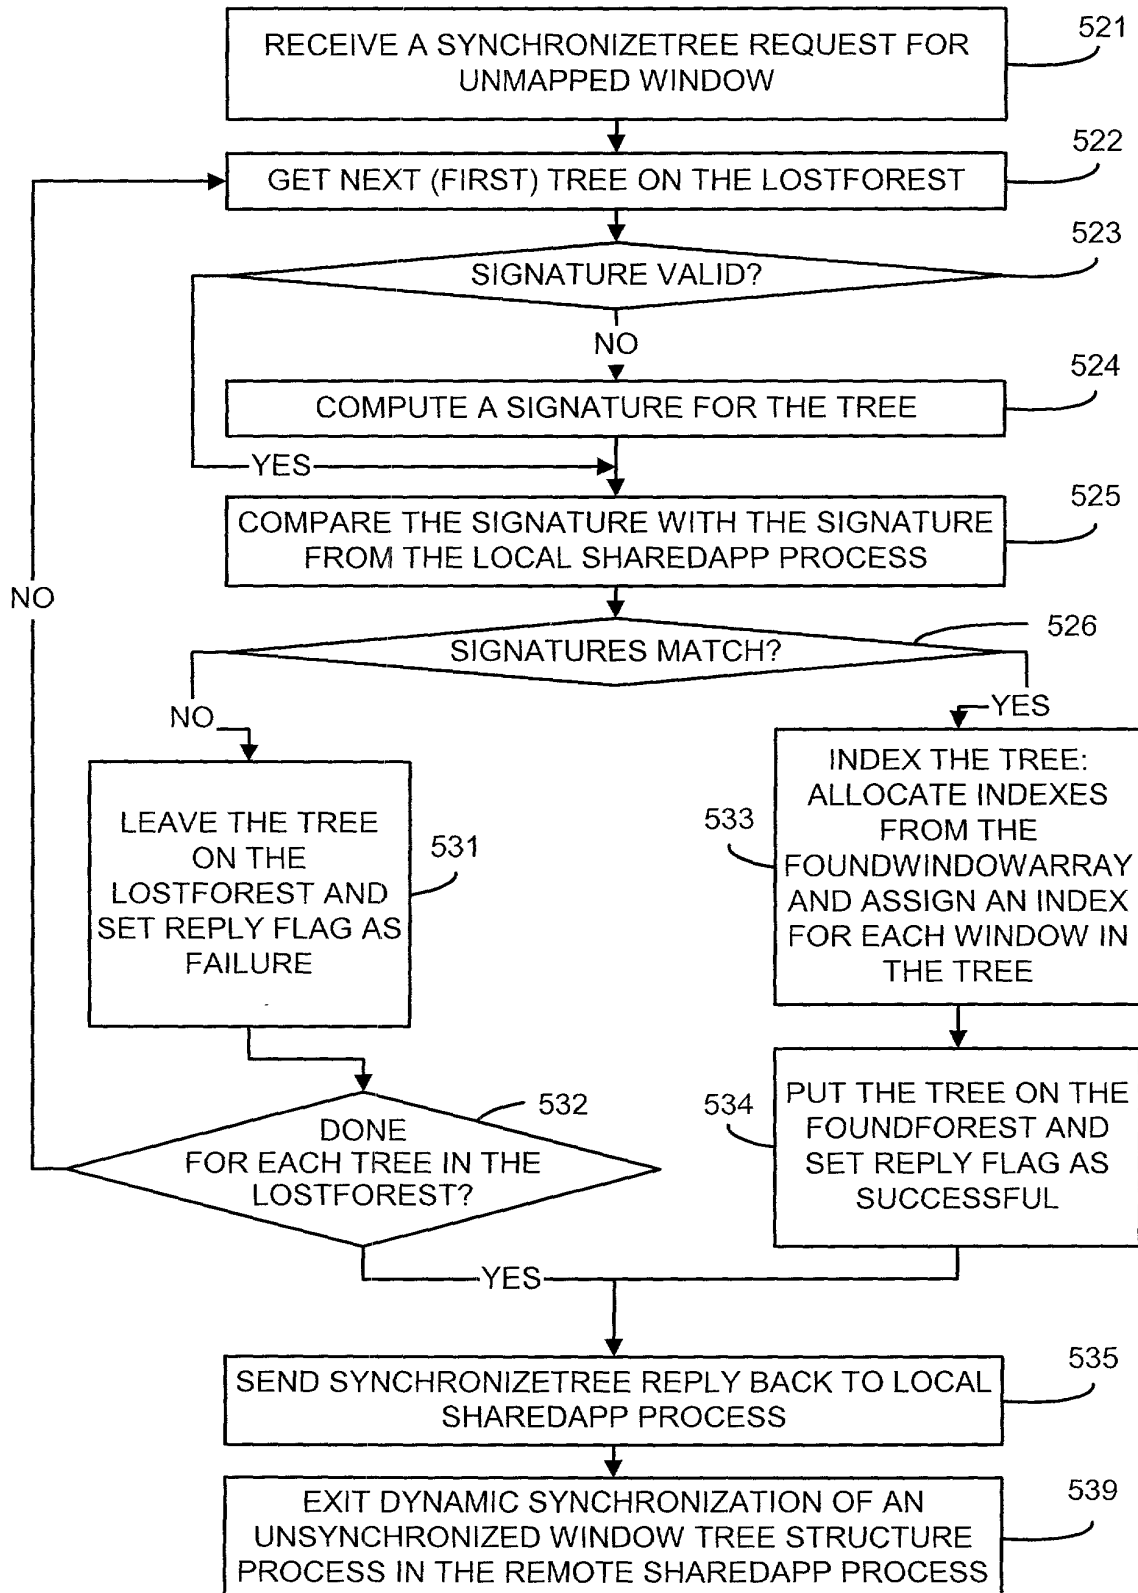 RECEIVE A SYNCHRONIZETREE REQUEST FOR
UNMAPPED WINDOW
521
GET NEXT (FIRST) TREE ON THE LOSTFOREST
522
SIGNATURE VALID?
523
NO
COMPUTE A SIGNATURE FOR THE TREE
524
YES
COMPARE THE SIGNATURE WITH THE SIGNATURE
FROM THE LOCAL SHAREDAPP PROCESS
525
NO
SIGNATURES MATCH?
526
NO
YES
LEAVE THE TREE
ON THE
LOSTFOREST AND
SET REPLY FLAG AS
FAILURE
531
INDEX THE TREE:
ALLOCATE INDEXES
FROM THE
FOUNDWINDOWARRAY
AND ASSIGN AN INDEX
FOR EACH WINDOW IN
THE TREE
533
DONE
FOR EACH TREE IN THE
LOSTFOREST?
532
PUT THE TREE ON THE
FOUNDFOREST AND
SET REPLY FLAG AS
SUCCESSFUL
534
YES
SEND SYNCHRONIZETREE REPLY BACK TO LOCAL
SHAREDAPP PROCESS
535
EXIT DYNAMIC SYNCHRONIZATION OF AN
UNSYNCHRONIZED WINDOW TREE STRUCTURE
PROCESS IN THE REMOTE SHAREDAPP PROCESS
539